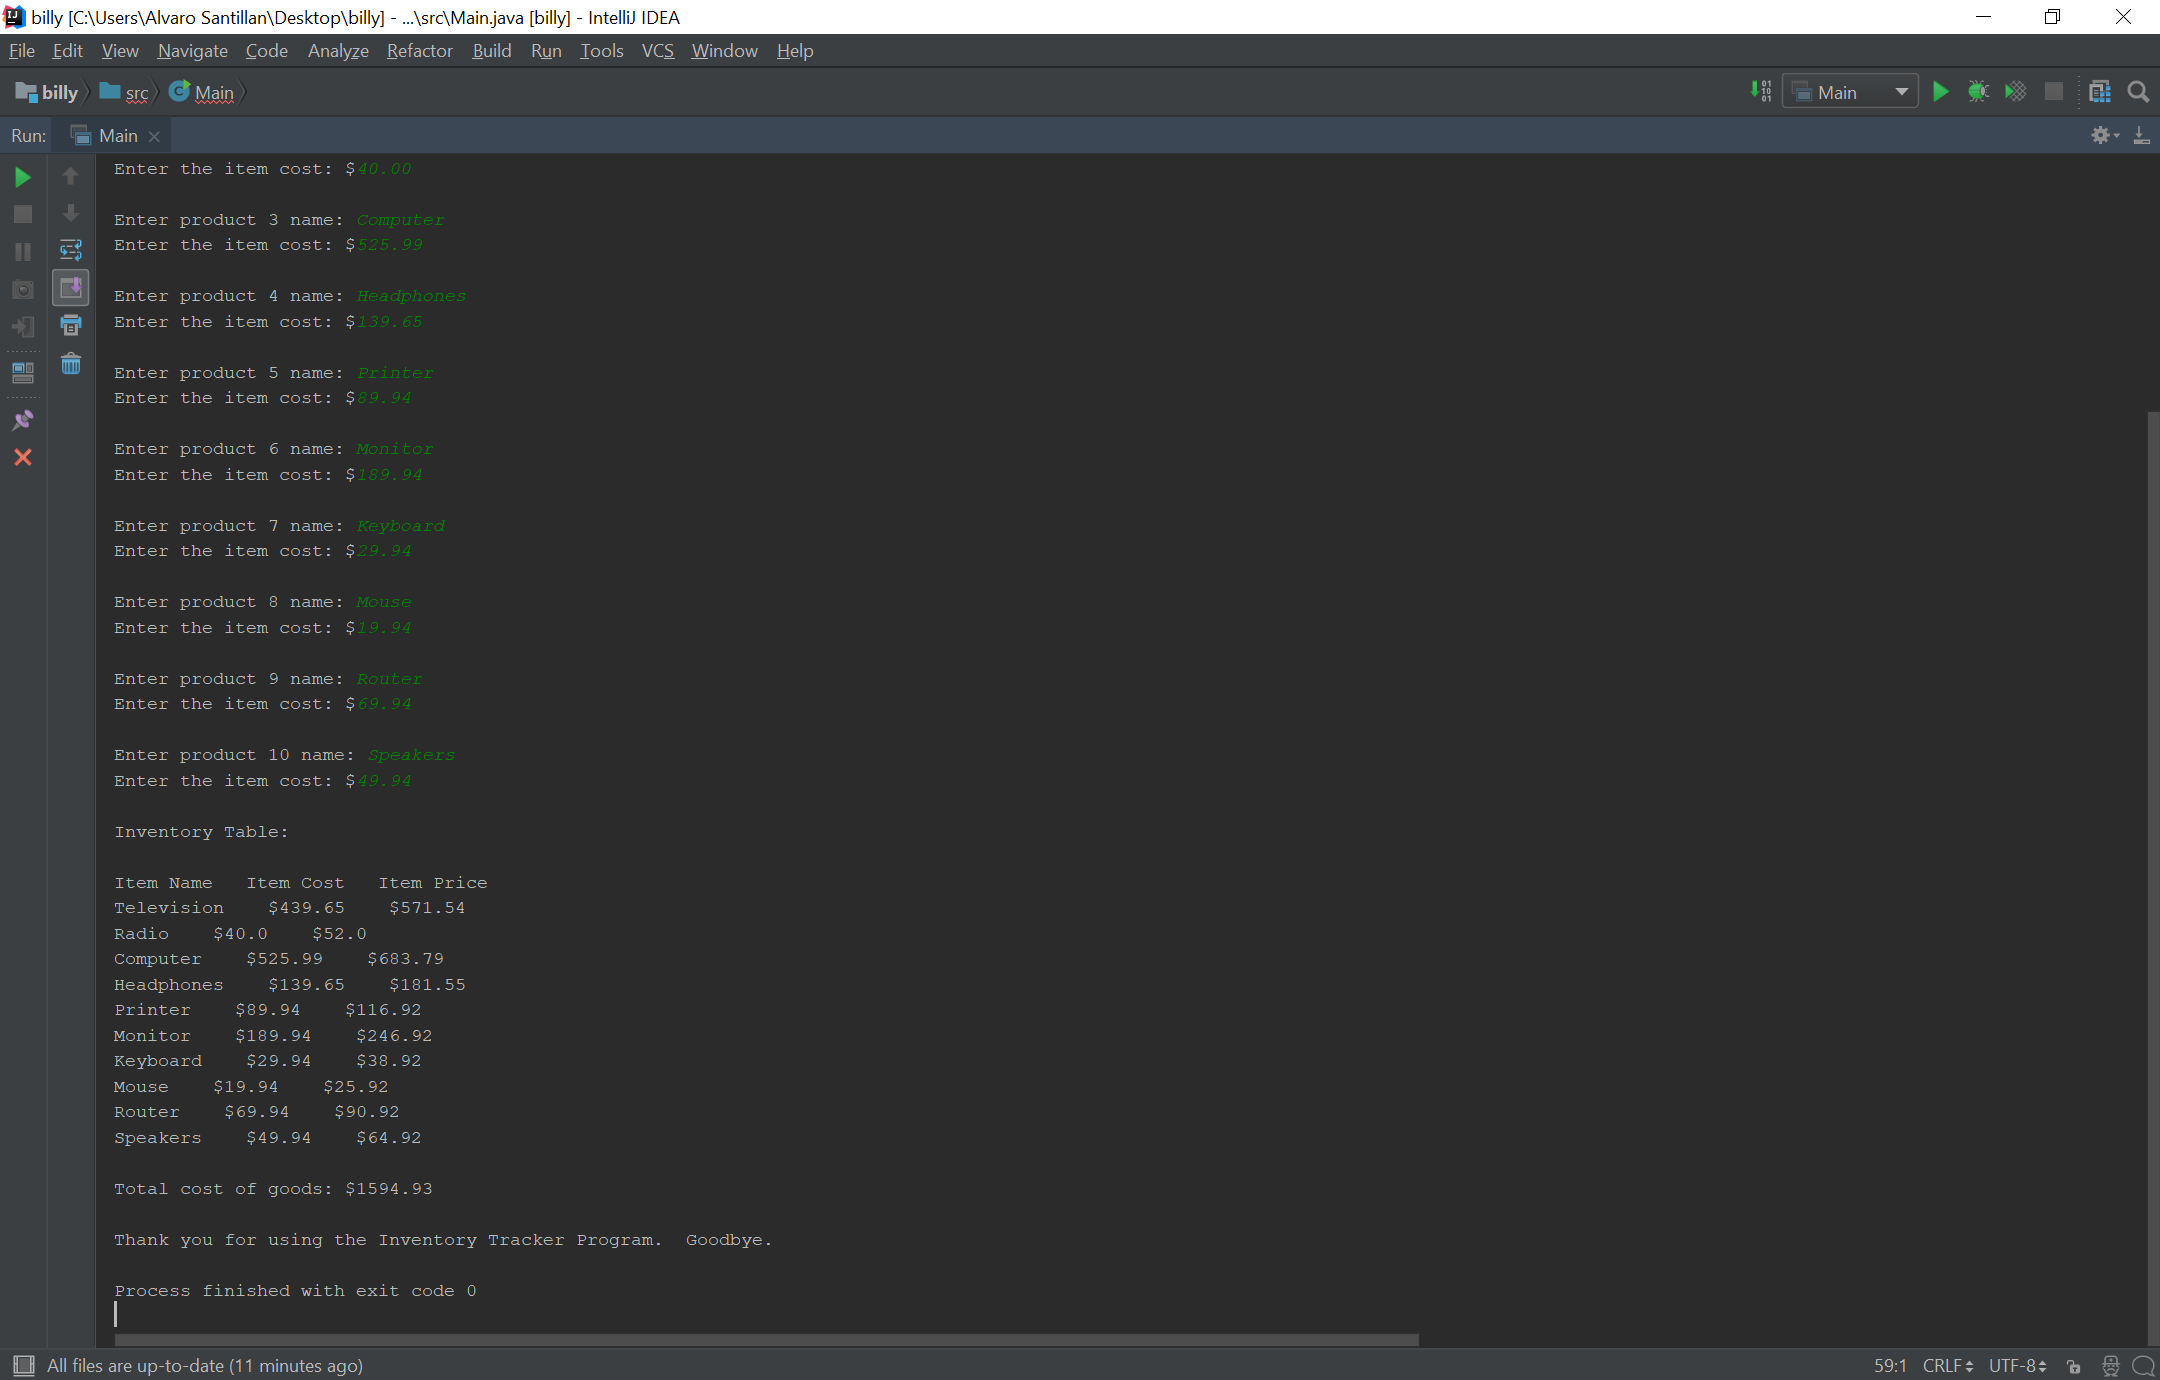 billy [C:\Users\Alvaro Santillan\Desktop\billy] - ...\src\Main.java [billy] - IntelliJ IDEA
File Edit View Navigate Code Analyze Refactor Build Run Tools VCS Window Help
billy src Main Main
Run: Main
Enter the item cost: $40.00
Enter product 3 name: Computer
Enter the item cost: $525.99
Enter product 4 name: Headphones
Enter the item cost: $139.65
Enter product 5 name: Printer
Enter the item cost: $89.94
Enter product 6 name: Monitor
Enter the item cost: $189.94
Enter product 7 name: Keyboard
Enter the item cost: $29.94
Enter product 8 name: Mouse
Enter the item cost: $19.94
Enter product 9 name: Router
Enter the item cost: $69.94
Enter product 10 name: Speakers
Enter the item cost: $49.94
Inventory Table:
Item Name   Item Cost   Item Price
Television    $439.65    $571.54
Radio    $40.0    $52.0
Computer    $525.99    $683.79
Headphones    $139.65    $181.55
Printer    $89.94    $116.92
Monitor    $189.94    $246.92
Keyboard    $29.94    $38.92
Mouse    $19.94    $25.92
Router    $69.94    $90.92
Speakers    $49.94    $64.92
Total cost of goods: $1594.93
Thank you for using the Inventory Tracker Program.  Goodbye.
Process finished with exit code 0
All files are up-to-date (11 minutes ago) 59:1 CRLF UTF-8